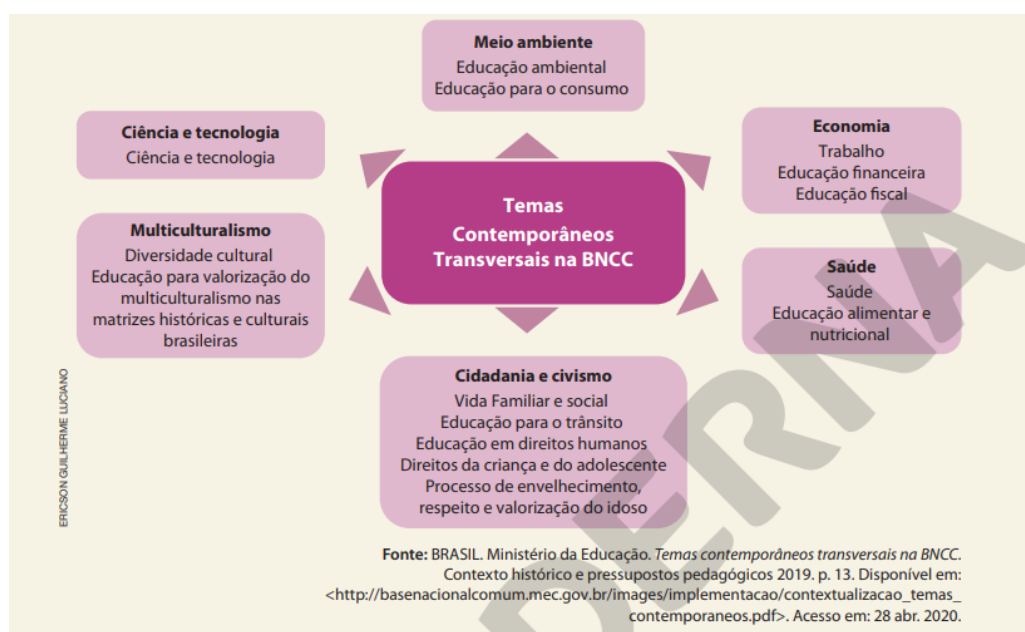 Meio ambiente
Educação ambiental
Educação para o consumo
Ciência e tecnologia
Ciência e tecnologia
Economia
Trabalho
Educação financeira
Educação fiscal
Temas
Contemporâneos
Transversais na BNCC
Multiculturalismo
Diversidade cultural
Educação para valorização do
multiculturalismo nas
matrizes históricas e culturais
brasileiras
Saúde
Saúde
Educação alimentar e
nutricional
Cidadania e civismo
Vida Familiar e social
Educação para o trânsito
Educação em direitos humanos
Direitos da criança e do adolescente
Processo de envelhecimento,
respeito e valorização do idoso
ERICSON GUILHERME LUCIANO
Fonte: BRASIL. Ministério da Educação. Temas contemporâneos transversais na BNCC.
Contexto histórico e pressupostos pedagógicos 2019. p. 13. Disponível em:
<http://basenacionalcomum.mec.gov.br/images/implementacao/contextualizacao_temas_
contemporaneos.pdf>. Acesso em: 28 abr. 2020.
DERNA